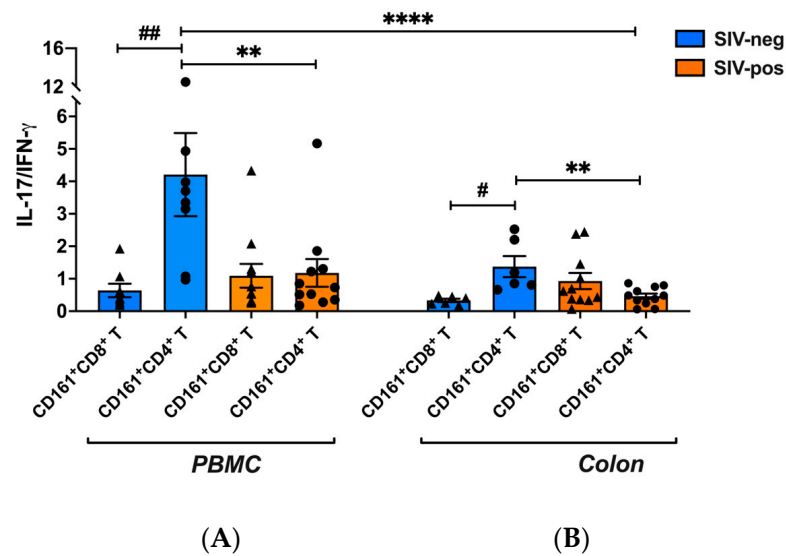 ****
SIV-neg
SIV-pos
##
**
16
12
6
5
4
3
2
1
0
IL-17/IFN-γ
#
**
CD161⁺CD8⁺ T
CD161⁺CD4⁺ T
CD161⁺CD8⁺ T
CD161⁺CD4⁺ T
CD161⁺CD8⁺ T
CD161⁺CD4⁺ T
CD161⁺CD8⁺ T
CD161⁺CD4⁺ T
PBMC
Colon
(A)
(B)